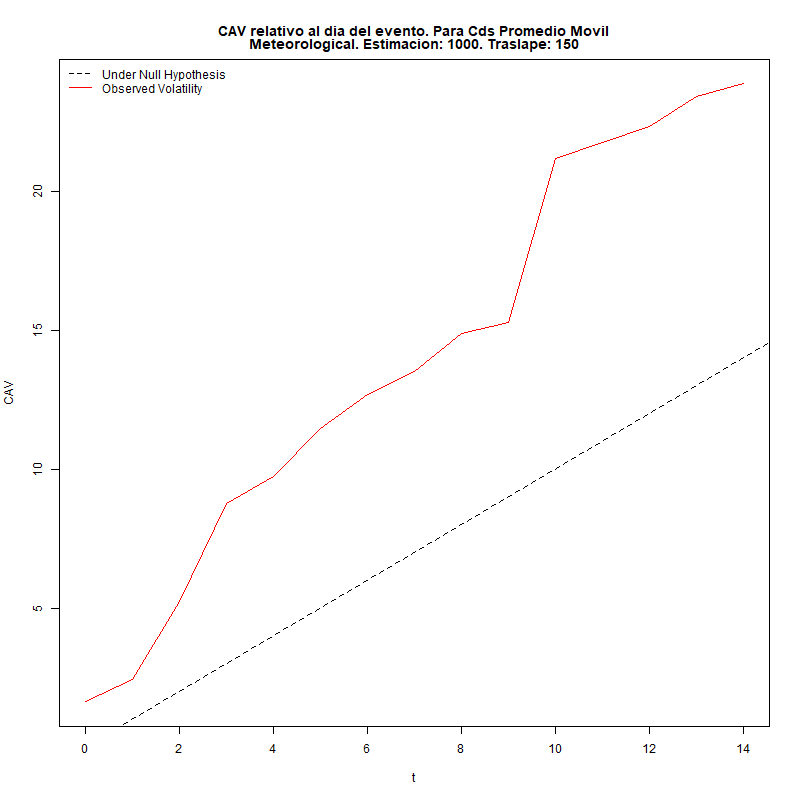 CAV relativo al dia del evento. Para Cds Promedio Movil
Meteorological. Estimacion: 1000. Traslape: 150
Under Null Hypothesis
Observed Volatility
CAV
20
15
10
5
0 2 4 6 8 10 12 14
t